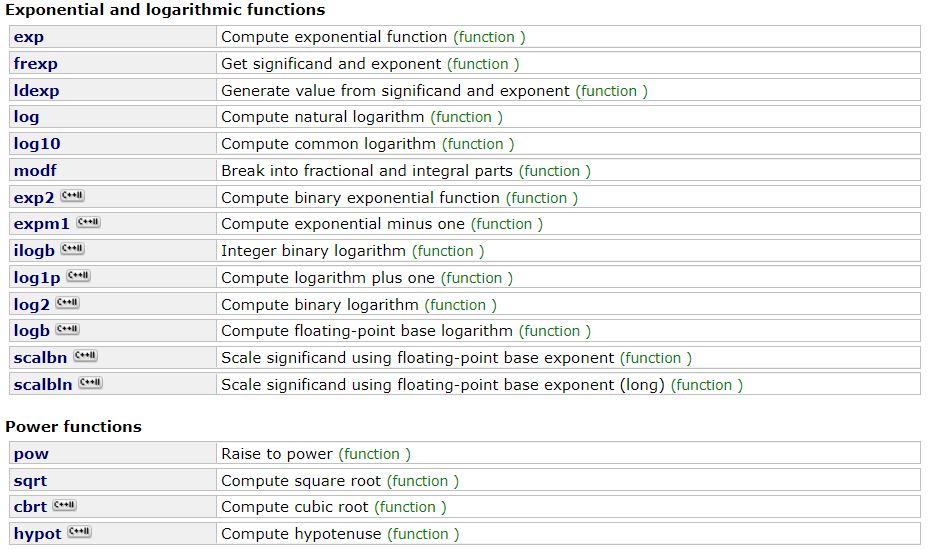 Exponential and logarithmic functions
exp Compute exponential function (function )
frexp Get significand and exponent (function )
ldexp Generate value from significand and exponent (function )
log Compute natural logarithm (function )
log10 Compute common logarithm (function )
modf Break into fractional and integral parts (function )
exp2 C++11 Compute binary exponential function (function )
expm1 C++11 Compute exponential minus one (function )
ilogb C++11 Integer binary logarithm (function )
log1p C++11 Compute logarithm plus one (function )
log2 C++11 Compute binary logarithm (function )
logb C++11 Compute floating-point base logarithm (function )
scalbn C++11 Scale significand using floating-point base exponent (function )
scalbln C++11 Scale significand using floating-point base exponent (long) (function )
Power functions
pow Raise to power (function )
sqrt Compute square root (function )
cbrt C++11 Compute cubic root (function )
hypot C++11 Compute hypotenuse (function )